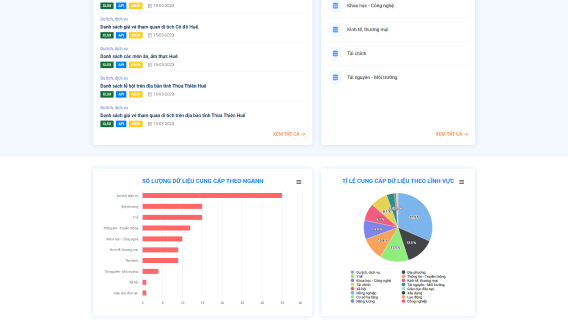 XLSX API JSON 15-03-2023
Du lịch, dịch vụ
Danh sách giá vé tham quan di tích Cố đô Huế
XLSX API JSON 15-03-2023
Du lịch, dịch vụ
Danh sách các món ăn, ẩm thực Huế
XLSX API JSON 15-03-2023
Du lịch, dịch vụ
Danh sách lễ hội trên địa bàn tỉnh Thừa Thiên Huế
XLSX API JSON 15-03-2023
Du lịch, dịch vụ
Danh sách giá vé tham quan di tích trên địa bàn tỉnh Thừa Thiên Huế
XLSX API JSON 15-03-2023
XEM TẤT CẢ
Khoa học - Công nghệ
Kinh tế, thương mại
Tài chính
Tài nguyên - Môi trường
XEM TẤT CẢ
SỐ LƯỢNG DỮ LIỆU CUNG CẤP THEO NGÀNH
Du lịch, dịch vụ
Địa phương
Y tế
Thông tin - Truyền thông
Khoa học - Công nghệ
Kinh tế, thương mại
Tài chính
Tài nguyên - Môi trường
Xã hội
Giáo dục đào tạo
0 5 10 15 20 25 30 35 40
TỈ LỆ CUNG CẤP DỮ LIỆU THEO LĨNH VỰC
Du lịch, dịch vụ
Y tế
Khoa học - Công nghệ
Tài chính
Xã hội
Nông nghiệp
Cơ sở hạ tầng
Năng lượng
Địa phương
Thông tin - Truyền thông
Kinh tế, thương mại
Tài nguyên - Môi trường
Giáo dục đào tạo
Xây dựng
Lao động
Công nghiệp